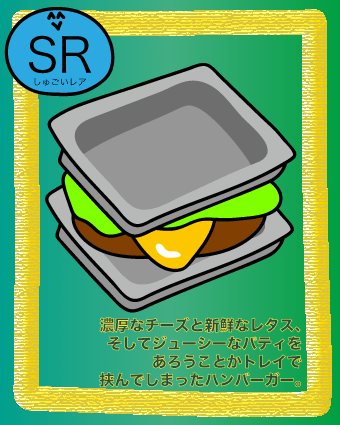 SR
しゅごいレア
濃厚なチーズと新鮮なレタス、
そしてジューシーなパティを
あろうことかトレイで
挟んでしまったハンバーガー。